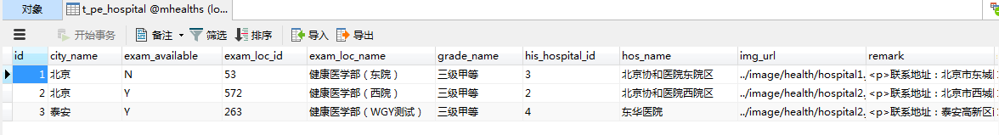 对象 t_pe_hospital @mhealths (lo...
开始事务 备注 筛选 排序 导入 导出
id city_name exam_available exam_loc_id exam_loc_name grade_name his_hospital_id hos_name img_url remark
1 北京 N 53 健康医学部（东院） 三级甲等 3 北京协和医院东院区 ../image/health/hospital1. <p>联系地址：北京市东城
2 北京 Y 572 健康医学部（西院） 三级甲等 2 北京协和医院西院区 ../image/health/hospital2. <p>联系地址：北京市西城
3 泰安 Y 263 健康医学部（WGY测试） 三级甲等 4 东华医院 ../image/health/hospital2. <p>联系地址：泰安高新区